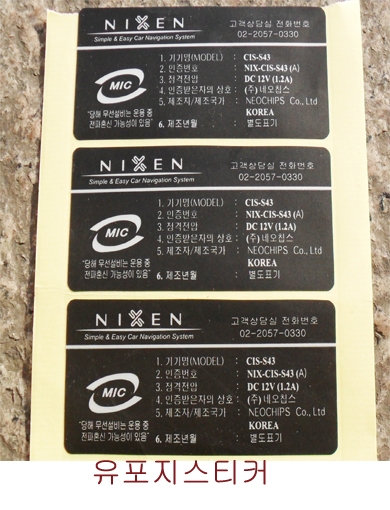 NIXEN 고객상담실 전화번호
Simple & Easy Car Navigation System 02-2057-0330
1. 기기명(MODEL) : CIS-S43
2. 인증번호 : NIX-CIS-S43 (A)
3. 정격전압 : DC 12V (1.2A)
MIC 4. 인증받은자의 상호 : (주)네오칩스
5. 제조자/제조국가 : NEOCHIPS Co., Ltd
"당해 무선설비는 운용 중 KOREA
전파혼신 가능성이 있음" 6. 제조년월 : 별도표기
NIXEN 고객상담실 전화번호
Simple & Easy Car Navigation System 02-2057-0330
1. 기기명(MODEL) : CIS-S43
2. 인증번호 : NIX-CIS-S43 (A)
3. 정격전압 : DC 12V (1.2A)
MIC 4. 인증받은자의 상호 : (주)네오칩스
5. 제조자/제조국가 : NEOCHIPS Co., Ltd
"당해 무선설비는 운용 중 KOREA
전파혼신 가능성이 있음" 6. 제조년월 : 별도표기
NIXEN 고객상담실 전화번호
Simple & Easy Car Navigation System 02-2057-0330
1. 기기명(MODEL) : CIS-S43
2. 인증번호 : NIX-CIS-S43 (A)
3. 정격전압 : DC 12V (1.2A)
MIC 4. 인증받은자의 상호 : (주)네오칩스
5. 제조자/제조국가 : NEOCHIPS Co., Ltd
"당해 무선설비는 운용 중 KOREA
전파혼신 가능성이 있음" 6. 제조년월 : 별도표기
유포지스티커